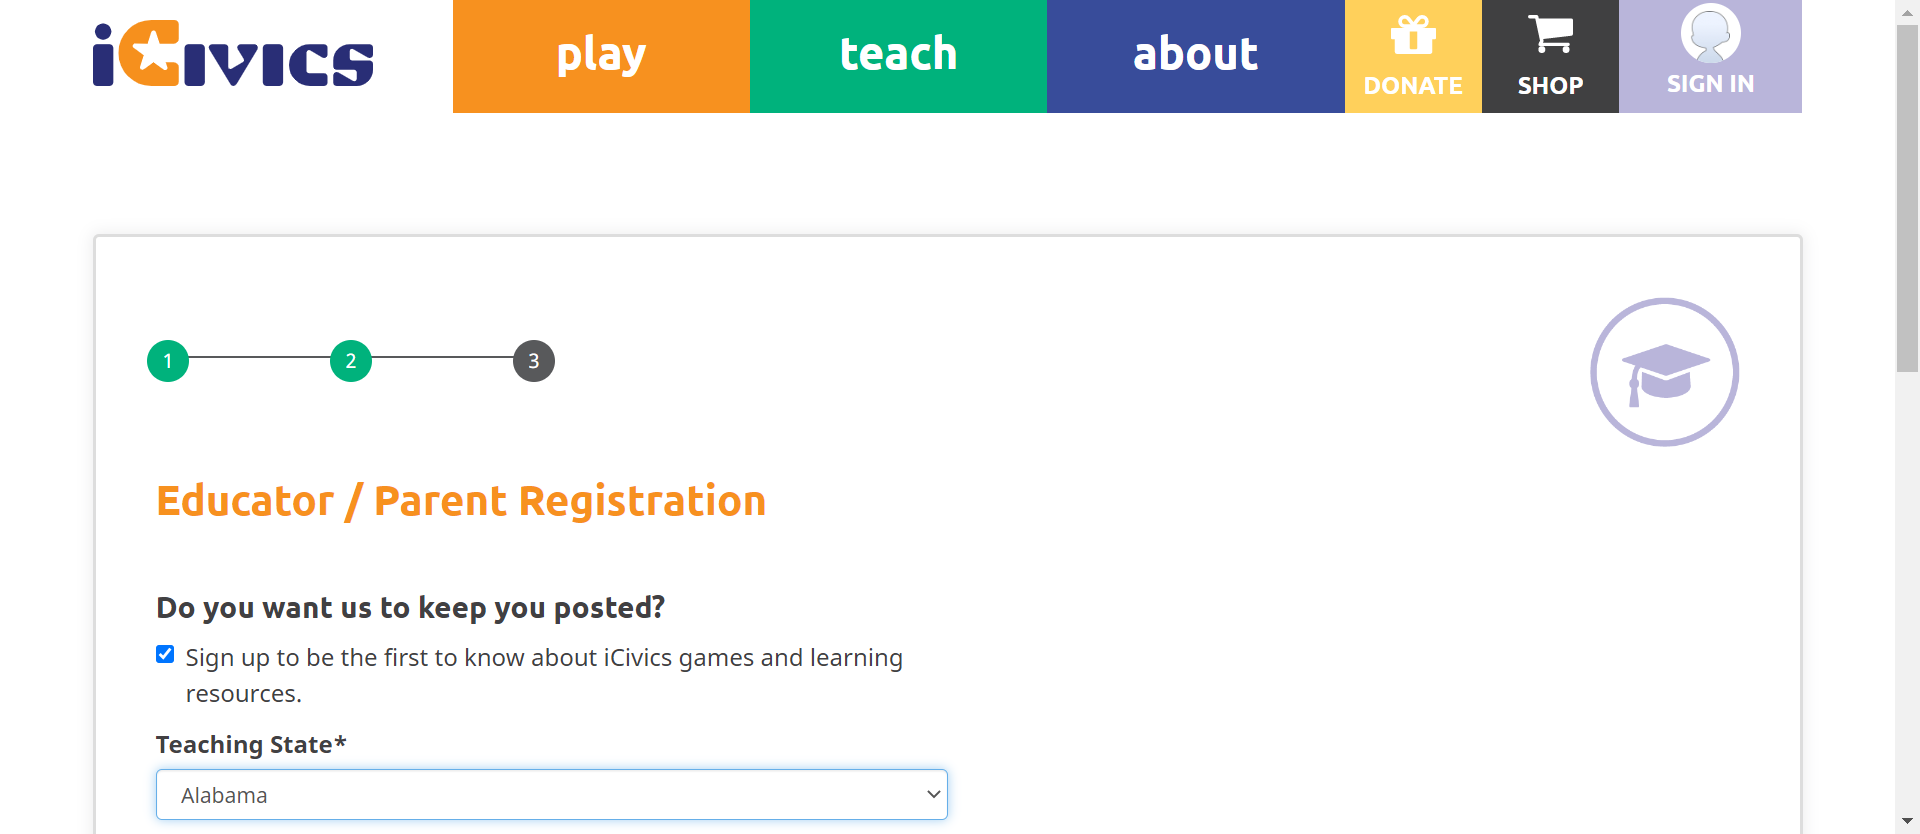 iCivics
play
teach
about
DONATE
SHOP
SIGN IN
1
2
3
Educator / Parent Registration
Do you want us to keep you posted?
Sign up to be the first to know about iCivics games and learning
resources.
Teaching State*
Alabama